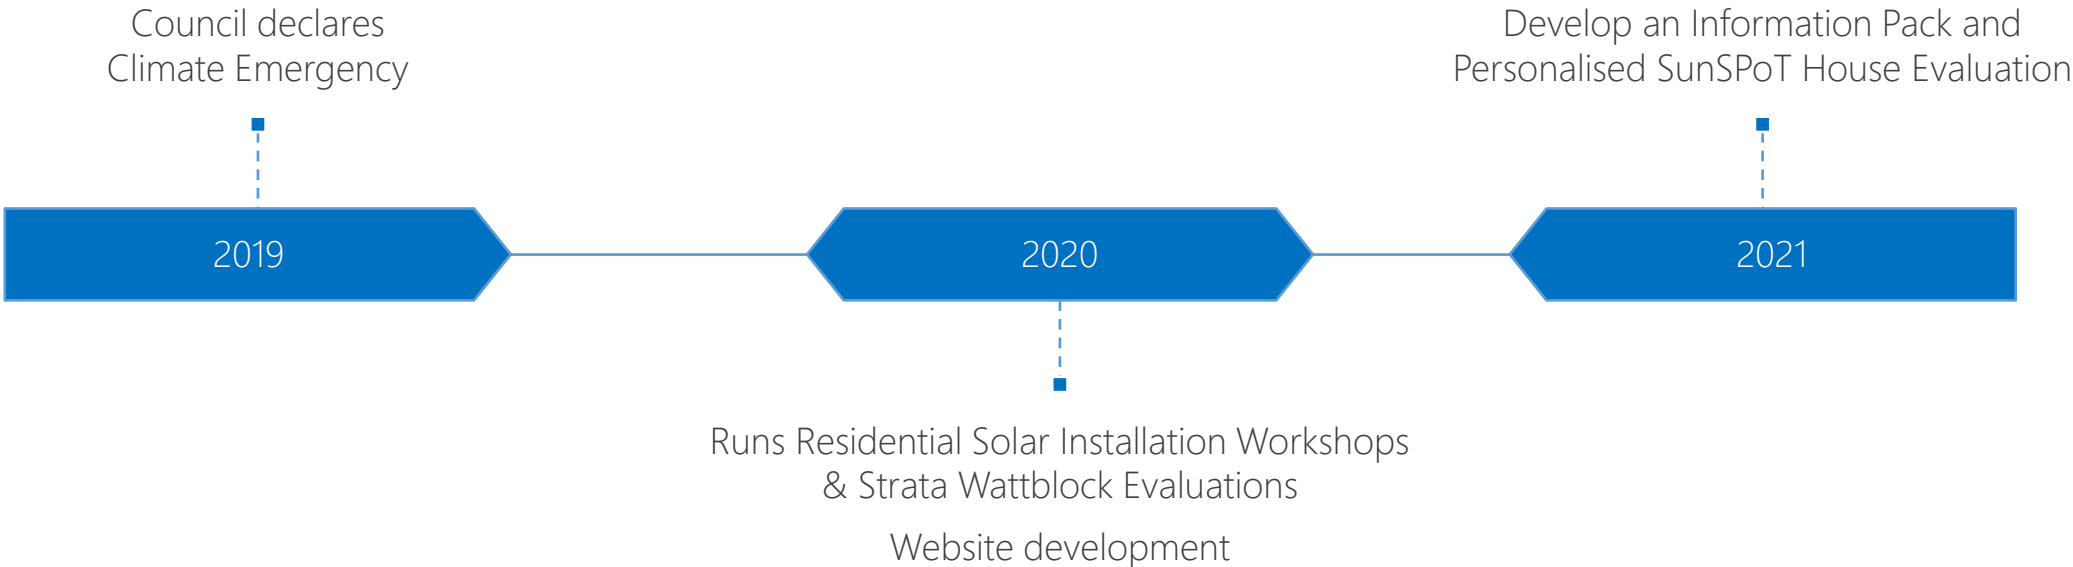 Council declares
Climate Emergency
Develop an Information Pack and
Personalised SunSPoT House Evaluation
2019
2020
2021
Runs Residential Solar Installation Workshops
& Strata Wattblock Evaluations
Website development